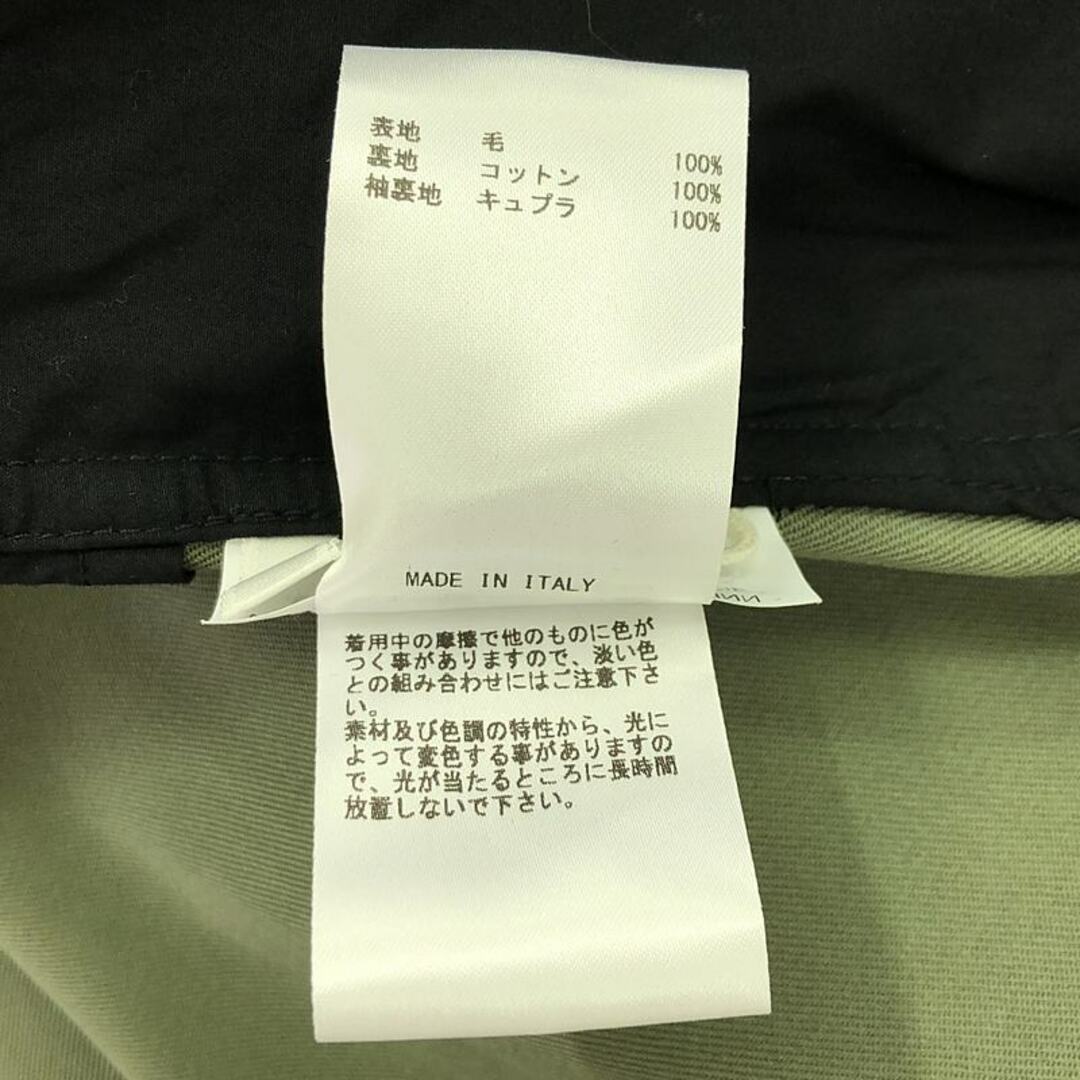 表地 毛 100%
裏地 コットン 100%
袖裏地 キュプラ 100%
MADE IN ITALY
着用中の摩擦で他のものに色が
つく事がありますので、淡い色
との組み合わせにはご注意下さ
い。
素材及び色調の特性から、光に
よって変色する事がありますの
で、光が当たるところに長時間
放置しないで下さい。